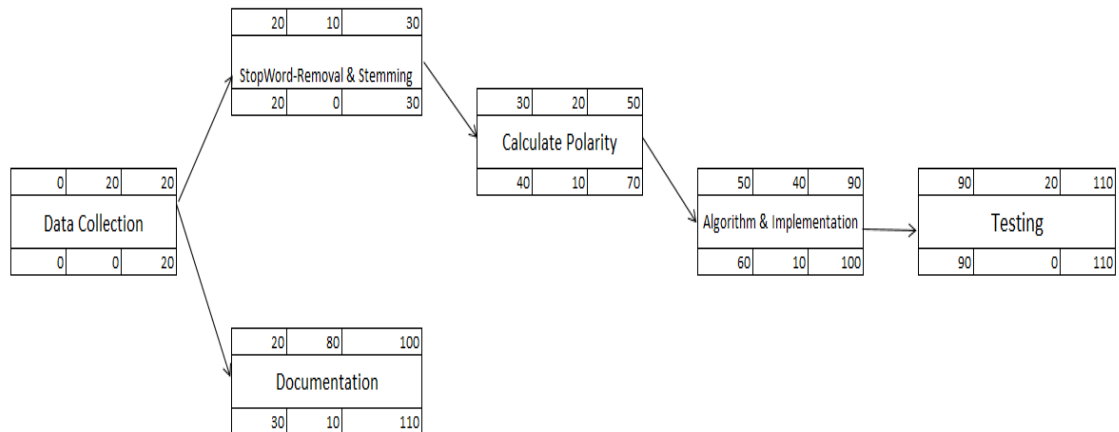 20 10 30
StopWord-Removal & Stemming
20 0 30
30 20 50
Calculate Polarity
40 10 70
0 20 20
Data Collection
0 0 20
50 40 90
Algorithm & Implementation
60 10 100
90 20 110
Testing
90 0 110
20 80 100
Documentation
30 10 110